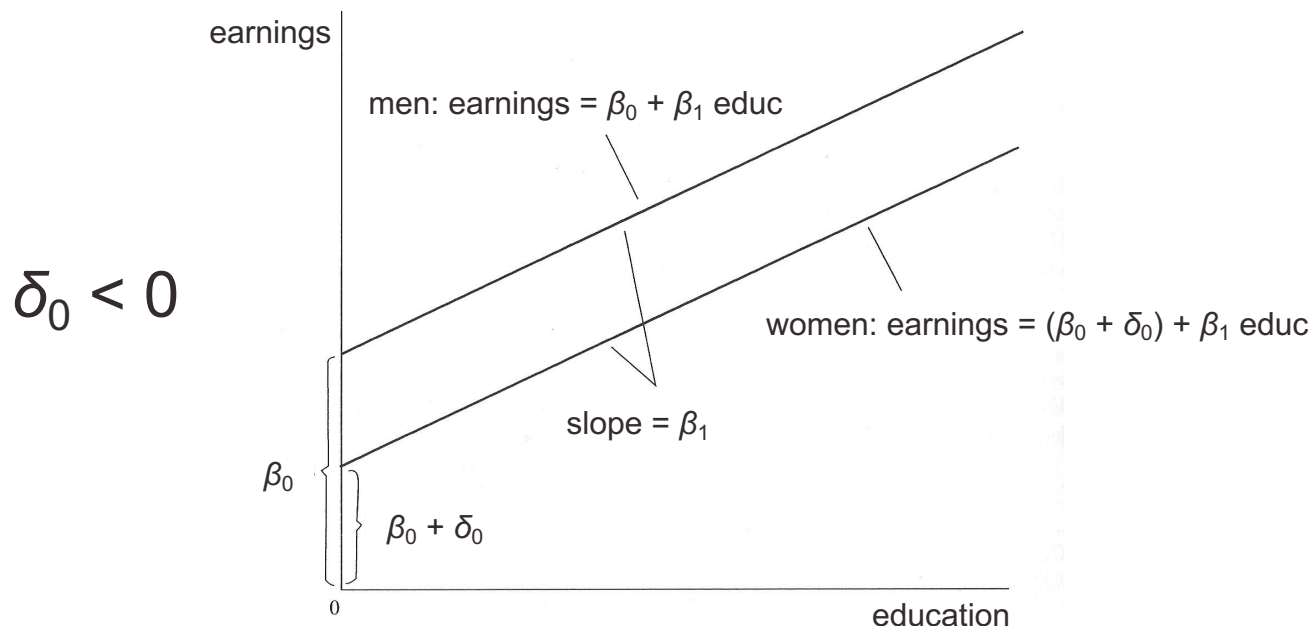 earnings
men: earnings = β₀ + β₁ educ
δ₀ < 0
women: earnings = (β₀ + δ₀) + β₁ educ
slope = β₁
β₀
β₀ + δ₀
0
education